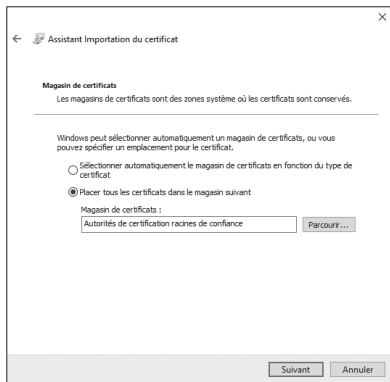 Assistant Importation du certificat
Magasin de certificats
Les magasins de certificats sont des zones système où les certificats sont conservés.
Windows peut sélectionner automatiquement un magasin de certificats, ou vous
pouvez spécifier un emplacement pour le certificat.
Sélectionner automatiquement le magasin de certificats en fonction du type de
certificat
Placer tous les certificats dans le magasin suivant
Magasin de certificats :
Autorités de certification racines de confiance
Parcourir...
Suivant
Annuler